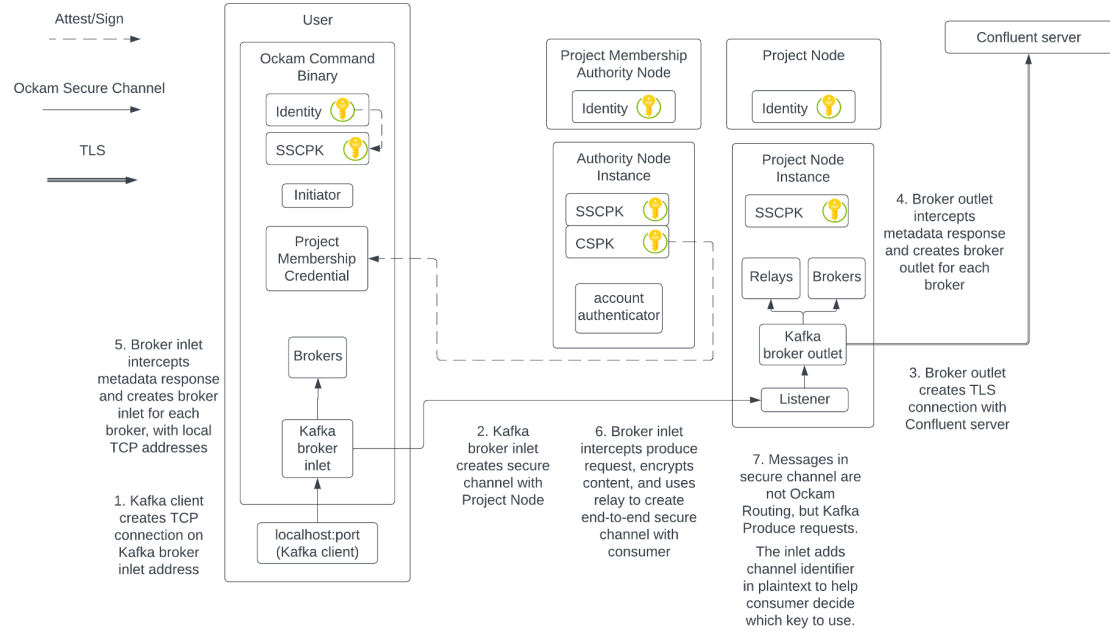 Attest/Sign
Ockam Secure Channel
TLS
User
Ockam Command
Binary
Identity
SSCPK
Initiator
Project
Membership
Credential
Brokers
Kafka
broker
inlet
localhost:port
(Kafka client)
5. Broker inlet
intercepts
metadata response
and creates broker
inlet for each
broker, with local
TCP addresses
1. Kafka client
creates TCP
connection on
Kafka broker
inlet address
Project Membership
Authority Node
Identity
Authority Node
Instance
SSCPK
CSPK
account
authenticator
2. Kafka
broker inlet
creates secure
channel with
Project Node
6. Broker inlet
intercepts produce
request, encrypts
content, and uses
relay to create
end-to-end secure
channel with
consumer
Project Node
Identity
Project Node
Instance
SSCPK
Relays
Brokers
Kafka
broker outlet
Listener
7. Messages in
secure channel are
not Ockam
Routing, but Kafka
Produce requests.
The inlet adds
channel identifier
in plaintext to help
consumer decide
which key to use.
Confluent server
4. Broker outlet
intercepts
metadata response
and creates broker
outlet for each
broker
3. Broker outlet
creates TLS
connection with
Confluent server